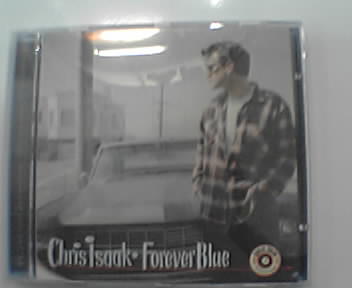 Chris Isaak • Forever Blue